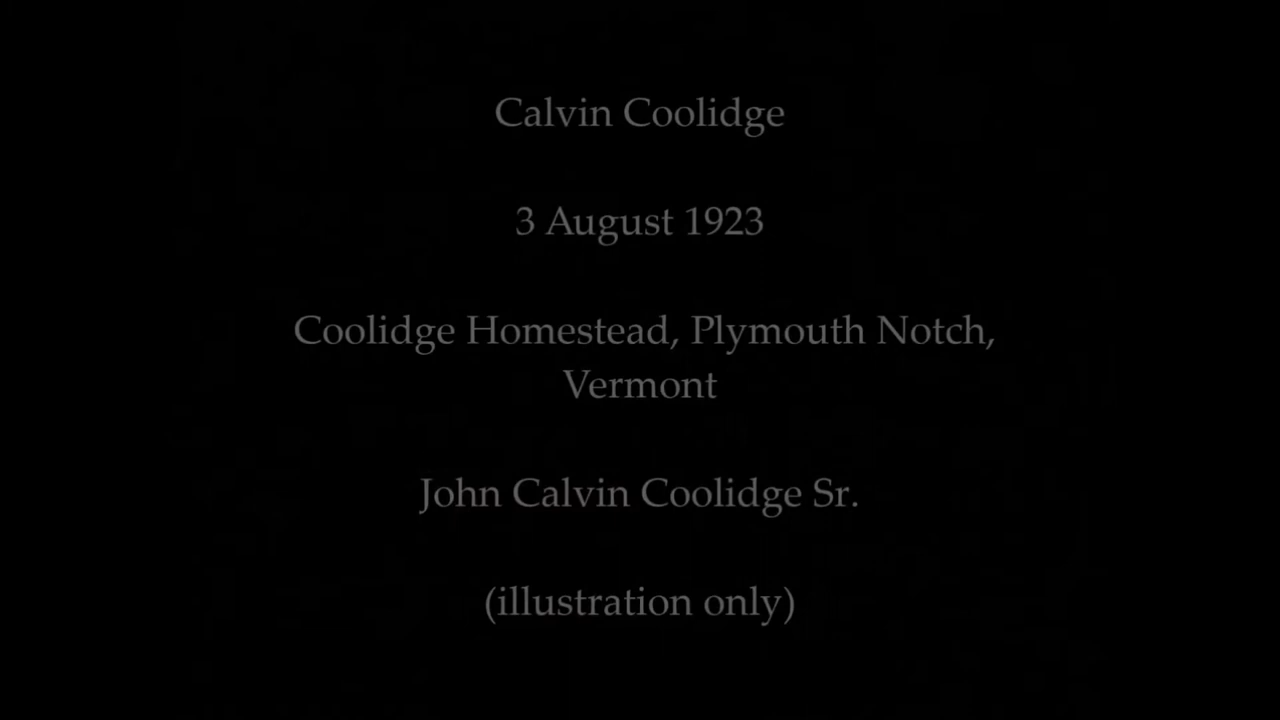 Calvin Coolidge
3 August 1923
Coolidge Homestead, Plymouth Notch,
Vermont
John Calvin Coolidge Sr.
(illustration only)